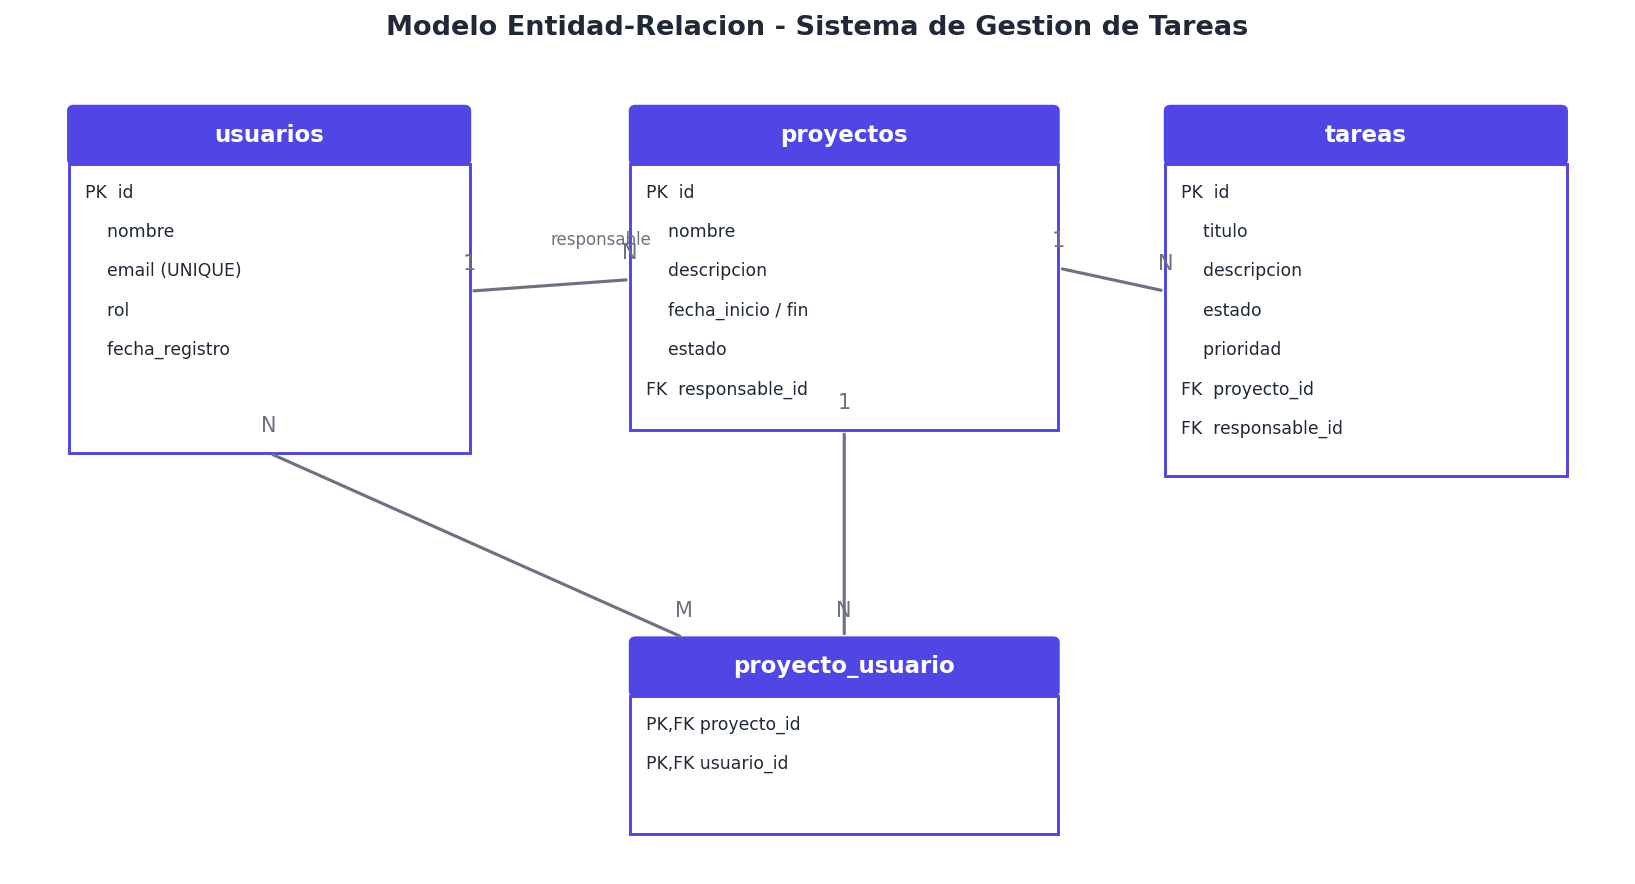 Modelo Entidad-Relacion - Sistema de Gestion de Tareas
usuarios
PK  id
nombre
email (UNIQUE)
rol
fecha_registro
N
1
responsable
N
proyectos
PK  id
nombre
descripcion
fecha_inicio / fin
estado
FK  responsable_id
1
1
N
tareas
PK  id
titulo
descripcion
estado
prioridad
FK  proyecto_id
FK  responsable_id
M
N
proyecto_usuario
PK,FK proyecto_id
PK,FK usuario_id